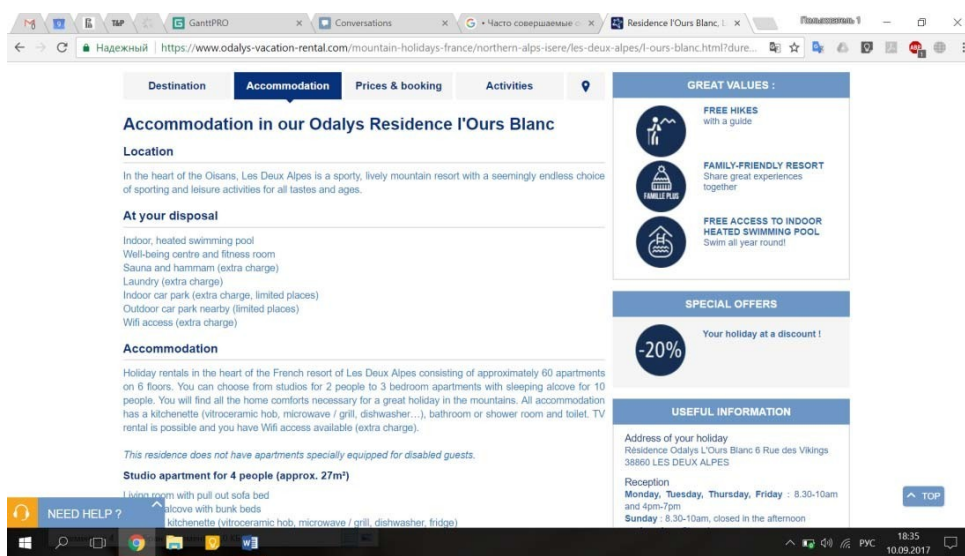 TMP
GanttPRO
Conversations
• Часто совершаемые
Residence l'Ours Blanc, L
Пользователь 1
Надежный
https://www.odalys-vacation-rental.com/mountain-holidays-france/northern-alps-isere/les-deux-alpes/l-ours-blanc.html?dure...
Destination
Accommodation
Prices & booking
Activities
Accommodation in our Odalys Residence l'Ours Blanc
Location
In the heart of the Oisans, Les Deux Alpes is a sporty, lively mountain resort with a seemingly endless choice
of sporting and leisure activities for all tastes and ages.
At your disposal
Indoor, heated swimming pool
Well-being centre and fitness room
Sauna and hammam (extra charge)
Laundry (extra charge)
Indoor car park (extra charge, limited places)
Outdoor car park nearby (limited places)
Wifi access (extra charge)
Accommodation
Holiday rentals in the heart of the French resort of Les Deux Alpes consisting of approximately 60 apartments
on 6 floors. You can choose from studios for 2 people to 3 bedroom apartments with sleeping alcove for 10
people. You will find all the home comforts necessary for a great holiday in the mountains. All accommodation
has a kitchenette (vitroceramic hob, microwave / grill, dishwasher…), bathroom or shower room and toilet. TV
rental is possible and you have Wifi access available (extra charge).
This residence does not have apartments specially equipped for disabled guests.
Studio apartment for 4 people (approx. 27m²)
Living room with pull out sofa bed
alcove with bunk beds
kitchenette (vitroceramic hob, microwave / grill, dishwasher, fridge)
GREAT VALUES :
FREE HIKES
with a guide
FAMILLE PLUS
FAMILY-FRIENDLY RESORT
Share great experiences
together
FREE ACCESS TO INDOOR
HEATED SWIMMING POOL
Swim all year round!
SPECIAL OFFERS
-20%
Your holiday at a discount !
USEFUL INFORMATION
Address of your holiday
Résidence Odalys L'Ours Blanc 6 Rue des Vikings
38860 LES DEUX ALPES
Reception
Monday, Tuesday, Thursday, Friday : 8.30-10am
and 4pm-7pm
Sunday : 8.30-10am, closed in the afternoon
TOP
NEED HELP ?
РУС
18:35
10.09.2017